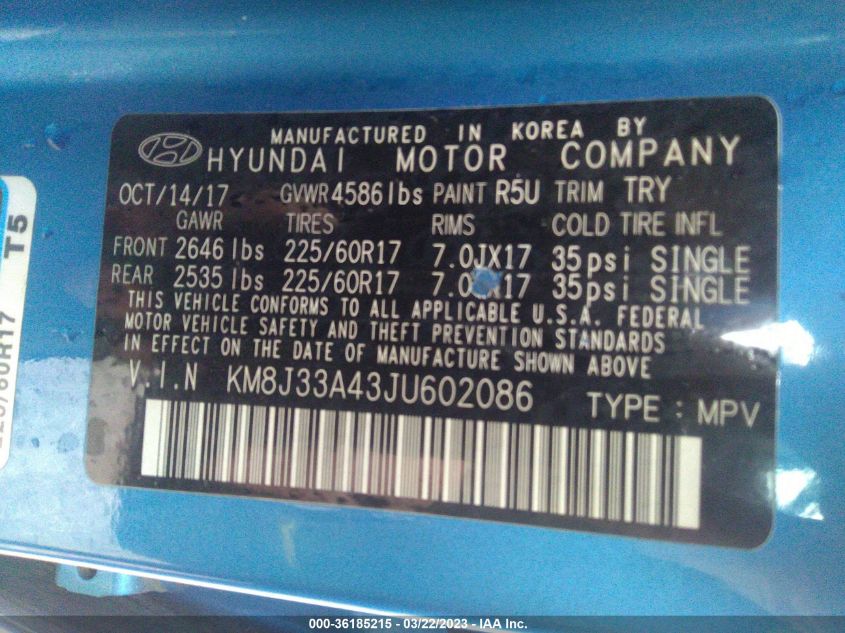 MANUFACTURED IN KOREA BY
HYUNDAI MOTOR COMPANY
OCT/14/17 GVWR 4586 lbs PAINT R5U TRIM TRY
GAWR TIRES RIMS COLD TIRE INFL
FRONT 2646 lbs 225/60R17 7.0JX17 35psi SINGLE
REAR 2535 lbs 225/60R17 35psi SINGLE
THIS VEHICLE CONFORMS TO ALL APPLICABLE U.S.A. FEDERAL
MOTOR VEHICLE SAFETY AND THEFT PREVENTION STANDARDS
IN EFFECT ON THE DATE OF MANUFACTURE SHOWN ABOVE
V.I.N KM8J33A43JU602086 TYPE : MPV
T5
000-36185215 - 03/22/2023 - IAA Inc.